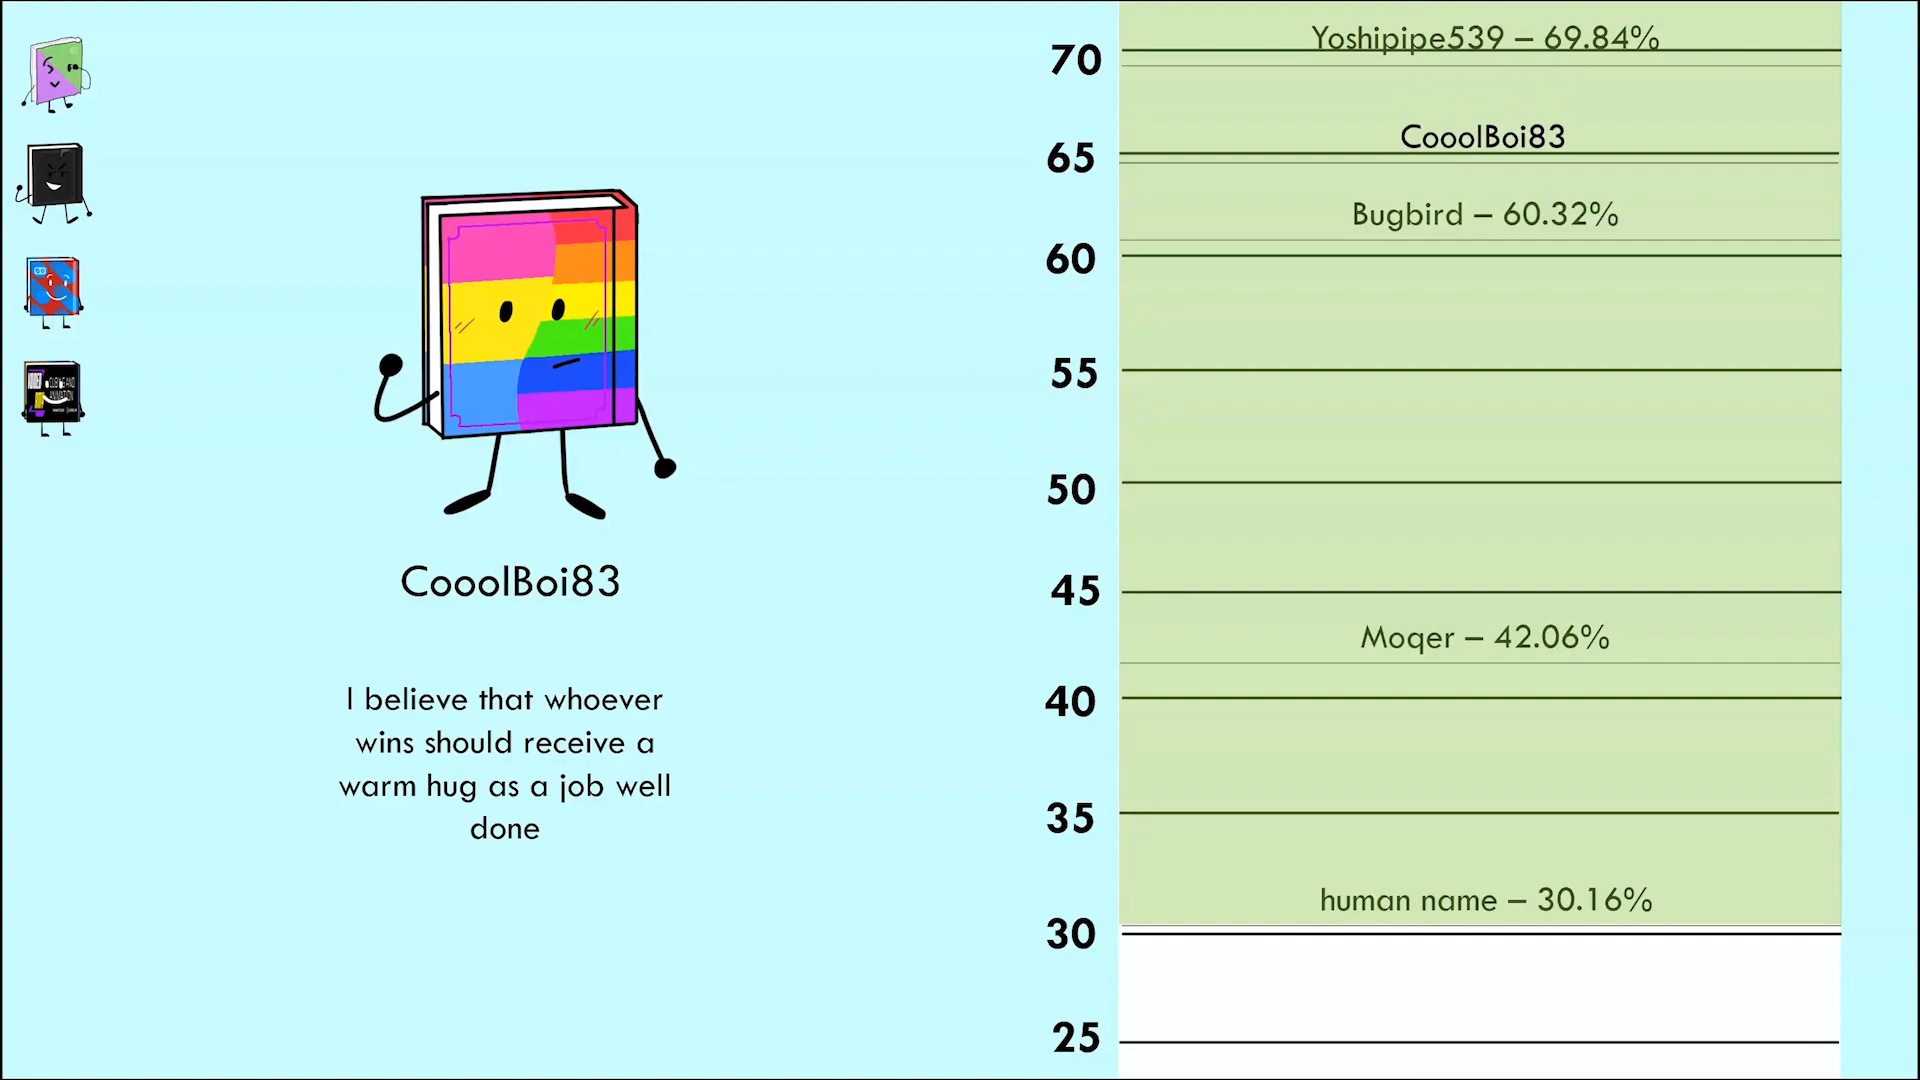 CooolBoi83
I believe that whoever
wins should receive a
warm hug as a job well
done
70
65
60
55
50
45
40
35
30
25
Yoshipipe539 – 69.84%
CooolBoi83
Bugbird – 60.32%
Moqer – 42.06%
human name – 30.16%